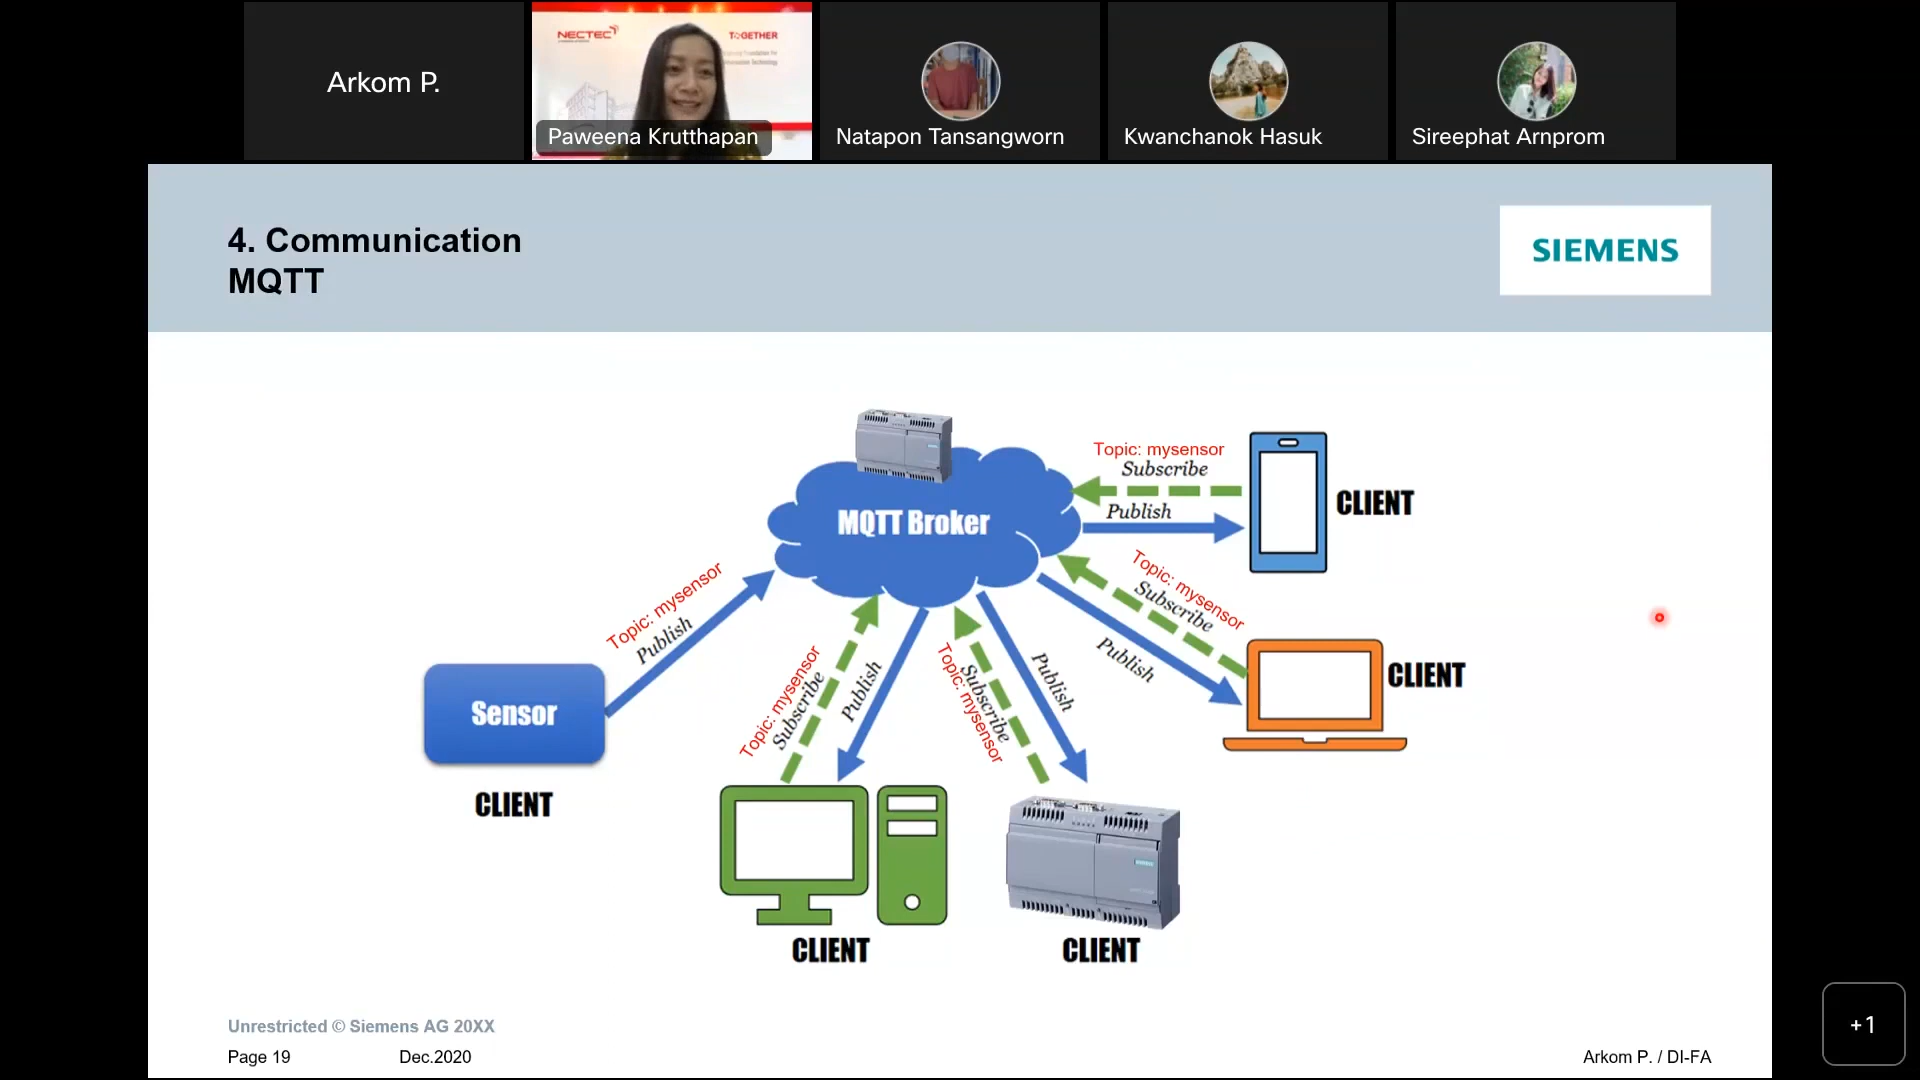 Arkom P.
NECTEC
TOGETHER
Paweena Krutthapan
Natapon Tansangworn
Kwanchanok Hasuk
Sireephat Arnprom
4. Communication
MQTT
SIEMENS
MQTT Broker
Topic: mysensor
Subscribe
Publish
CLIENT
Topic: mysensor
Subscribe
Publish
CLIENT
Topic: mysensor
Publish
Sensor
CLIENT
Topic: mysensor
Subscribe
Publish
CLIENT
Topic: mysensor
Subscribe
Publish
CLIENT
Unrestricted © Siemens AG 20XX
Page 19
Dec.2020
Arkom P. / DI-FA
+1